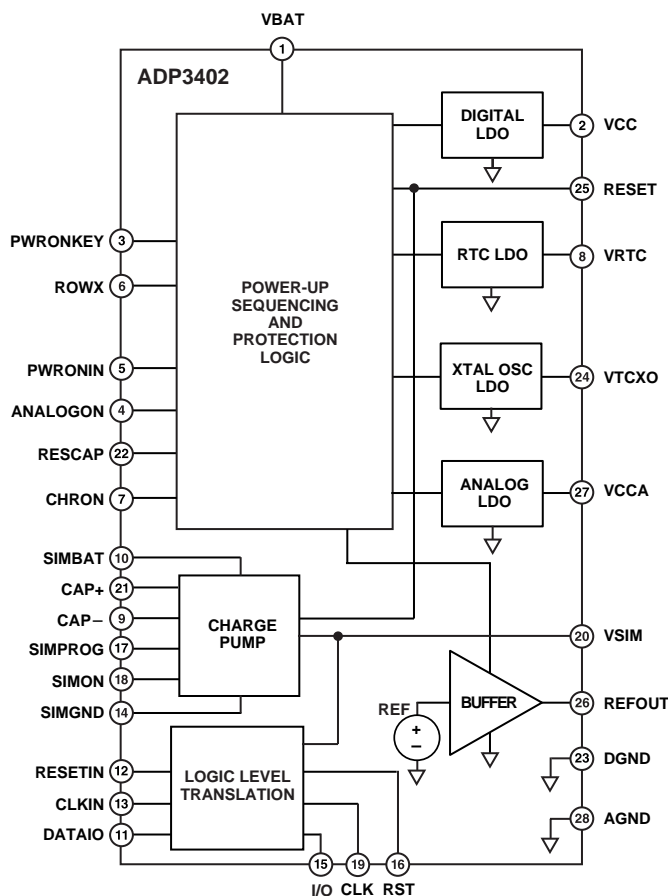 VBAT
1
ADP3402
DIGITAL
LDO
2 VCC
25 RESET
PWRONKEY 3
ROWX 6
POWER-UP
SEQUENCING
AND
PROTECTION
LOGIC
RTC LDO
8 VRTC
PWRONIN 5
ANALOGON 4
XTAL OSC
LDO
24 VTCXO
RESCAP 22
CHRON 7
ANALOG
LDO
27 VCCA
SIMBAT 10
CAP+ 21
CAP– 9
SIMPROG 17
SIMON 18
SIMGND 14
CHARGE
PUMP
20 VSIM
REF
+
–
BUFFER
26 REFOUT
RESETIN 12
CLKIN 13
DATAIO 11
LOGIC LEVEL
TRANSLATION
23 DGND
28 AGND
15 19 16
I/O CLK RST